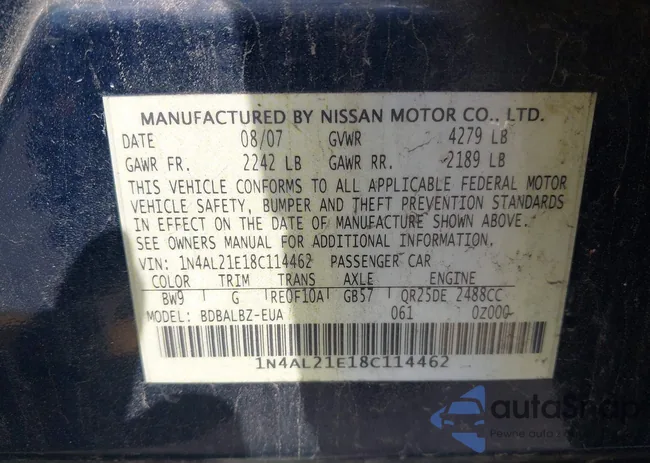 MANUFACTURED BY NISSAN MOTOR CO., LTD.
DATE 08/07 GVWR 4279 LB
GAWR FR. 2242 LB GAWR RR. 2189 LB
THIS VEHICLE CONFORMS TO ALL APPLICABLE FEDERAL MOTOR
VEHICLE SAFETY, BUMPER AND THEFT PREVENTION STANDARDS
IN EFFECT ON THE DATE OF MANUFACTURE SHOWN ABOVE.
SEE OWNERS MANUAL FOR ADDITIONAL INFORMATION.
VIN: 1N4AL21E18C114462 PASSENGER CAR
COLOR TRIM TRANS AXLE ENGINE
BW9 G RE0F10A GB57 QR25DE 2488CC
MODEL: BDBALBZ-EUA 061 0Z000
1N4AL21E18C114462
autoSnap
Pewne auto z